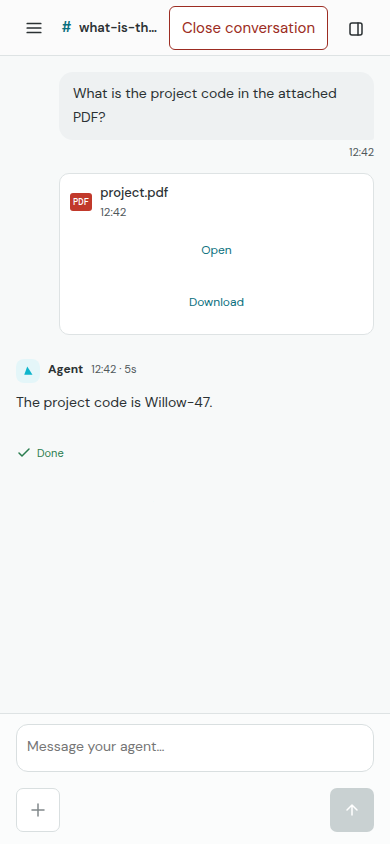 # what-is-th...
Close conversation
What is the project code in the attached
PDF?
12:42
PDF
project.pdf
12:42
Open
Download
Agent 12:42 · 5s
The project code is Willow-47.
Done
Message your agent...